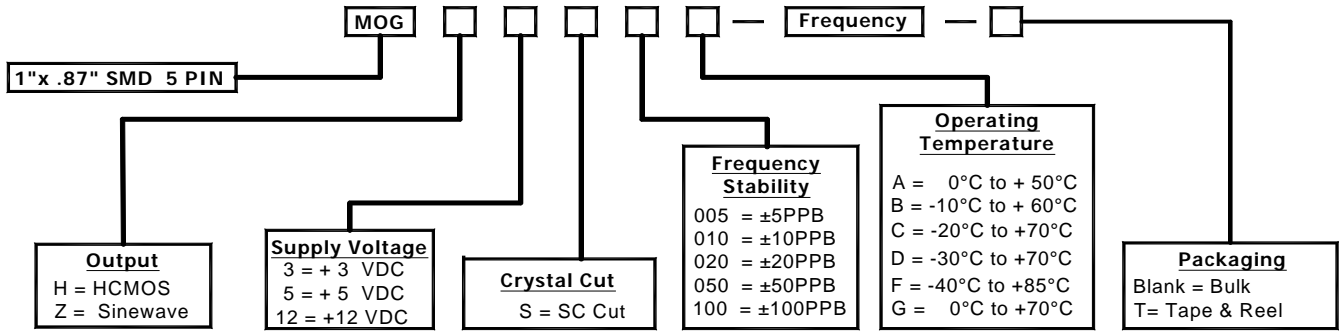 MOG — Frequency —
1"x .87" SMD 5 PIN
Output
H = HCMOS
Z = Sinewave
Supply Voltage
3 = + 3 VDC
5 = + 5 VDC
12 = +12 VDC
Crystal Cut
S = SC Cut
Frequency
Stability
005 = ±5PPB
010 = ±10PPB
020 = ±20PPB
050 = ±50PPB
100 = ±100PPB
Operating
Temperature
A = 0°C to + 50°C
B = -10°C to + 60°C
C = -20°C to +70°C
D = -30°C to +70°C
F = -40°C to +85°C
G = 0°C to +70°C
Packaging
Blank = Bulk
T= Tape & Reel